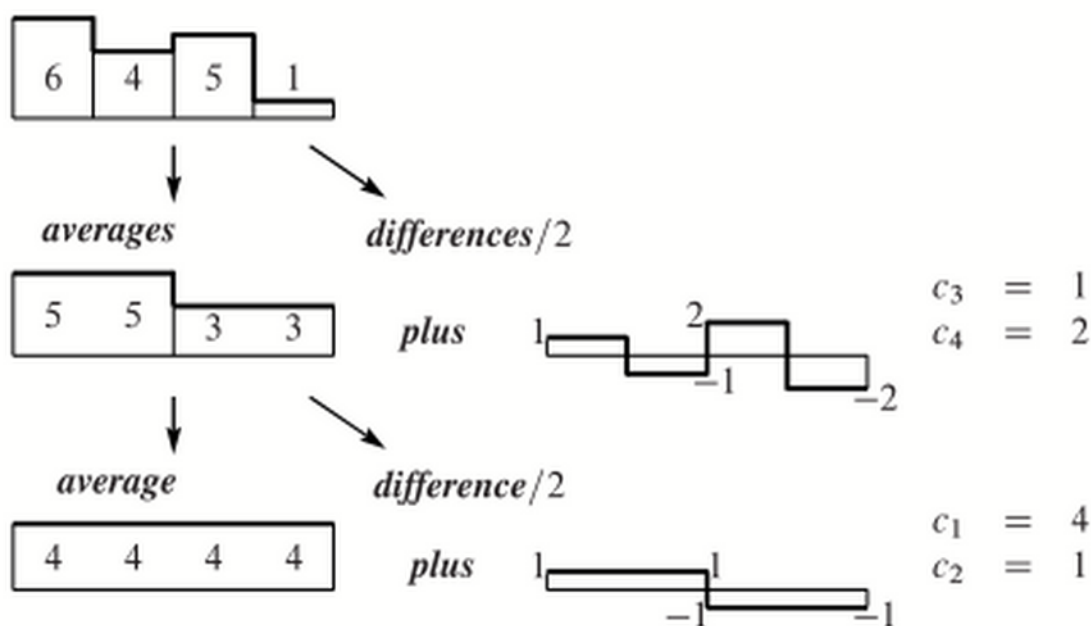 6 4 5 1
averages differences/2
5 5 3 3 plus 1 −1 2 −2
c3 = 1
c4 = 2
average difference/2
4 4 4 4 plus 1 1 −1 −1
c1 = 4
c2 = 1